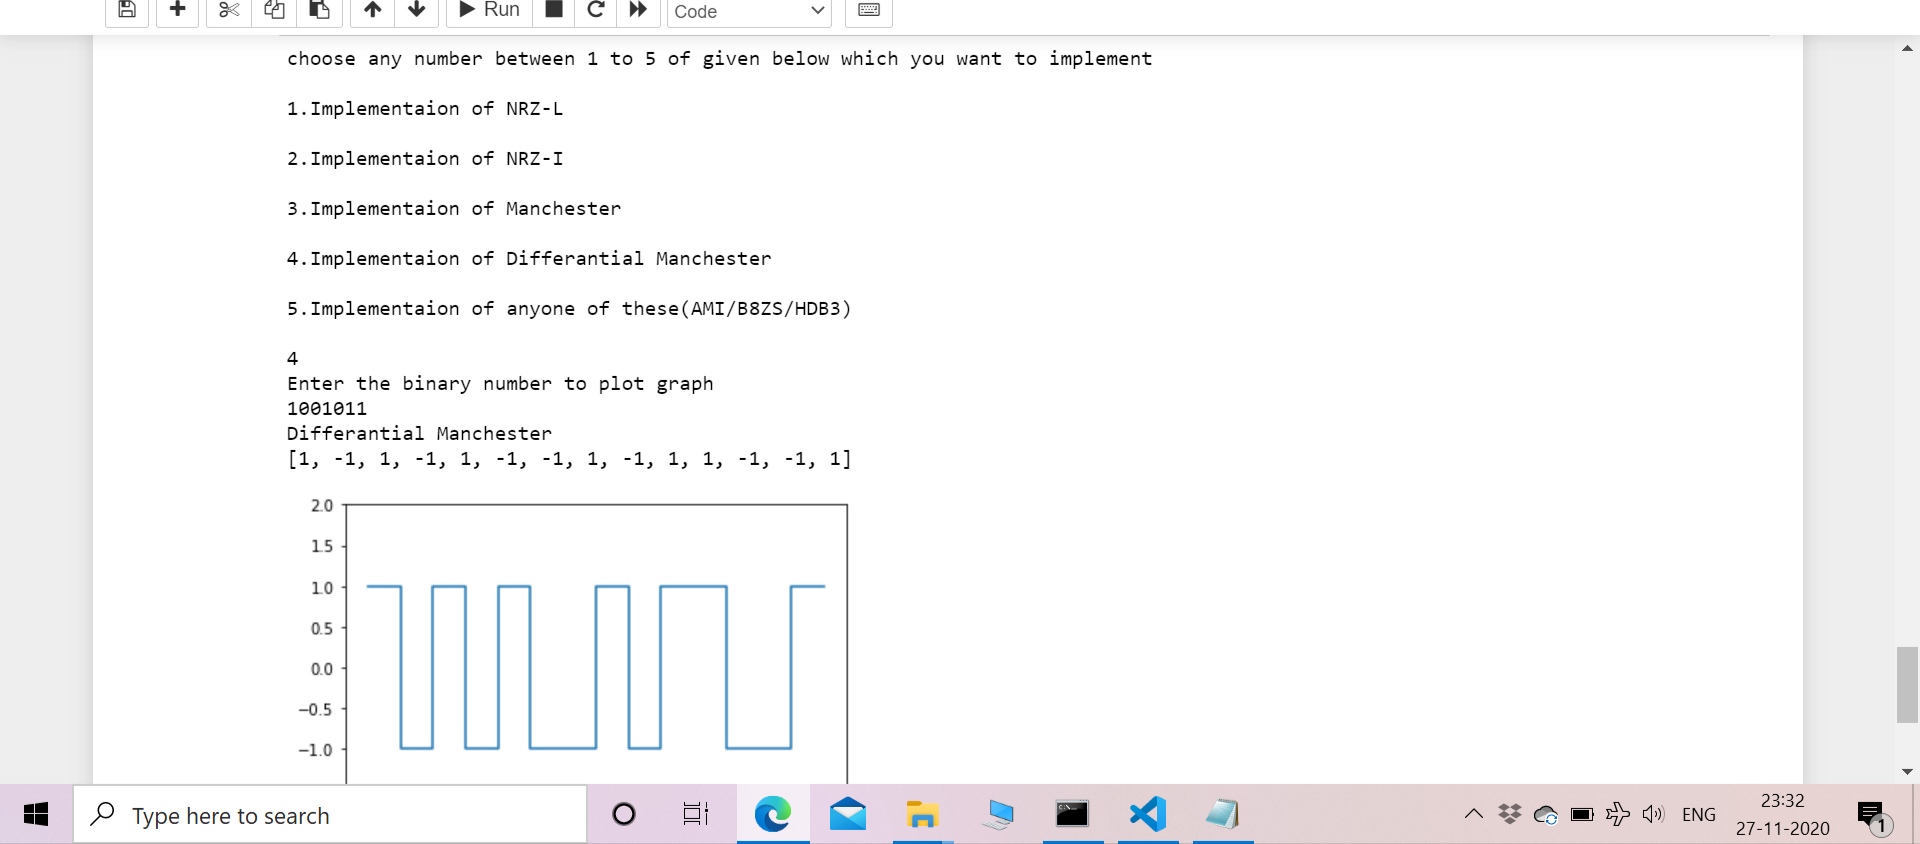 Run
Code
choose any number between 1 to 5 of given below which you want to implement
1.Implementaion of NRZ-L
2.Implementaion of NRZ-I
3.Implementaion of Manchester
4.Implementaion of Differantial Manchester
5.Implementaion of anyone of these(AMI/B8ZS/HDB3)
4
Enter the binary number to plot graph
1001011
Differantial Manchester
[1, -1, 1, -1, 1, -1, -1, 1, -1, 1, 1, -1, -1, 1]
2.0
1.5
1.0
0.5
0.0
−0.5
−1.0
Type here to search
ENG
23:32
27-11-2020
1